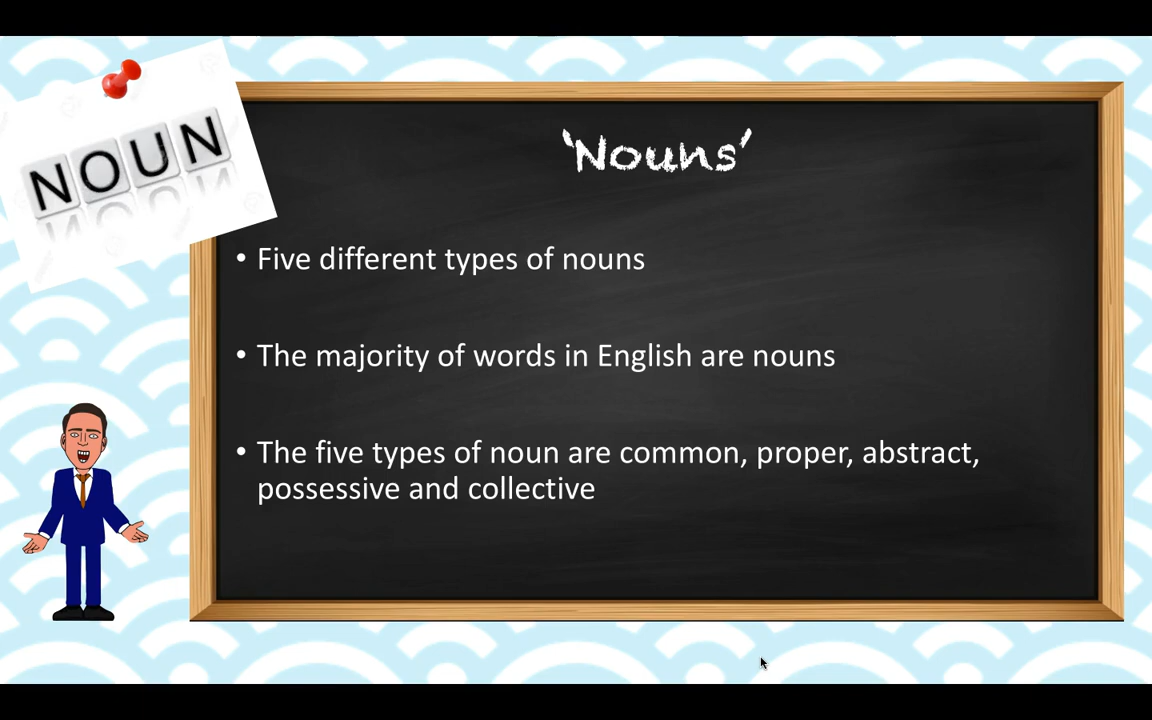 NOUN
'Nouns'
• Five different types of nouns
• The majority of words in English are nouns
• The five types of noun are common, proper, abstract,
possessive and collective